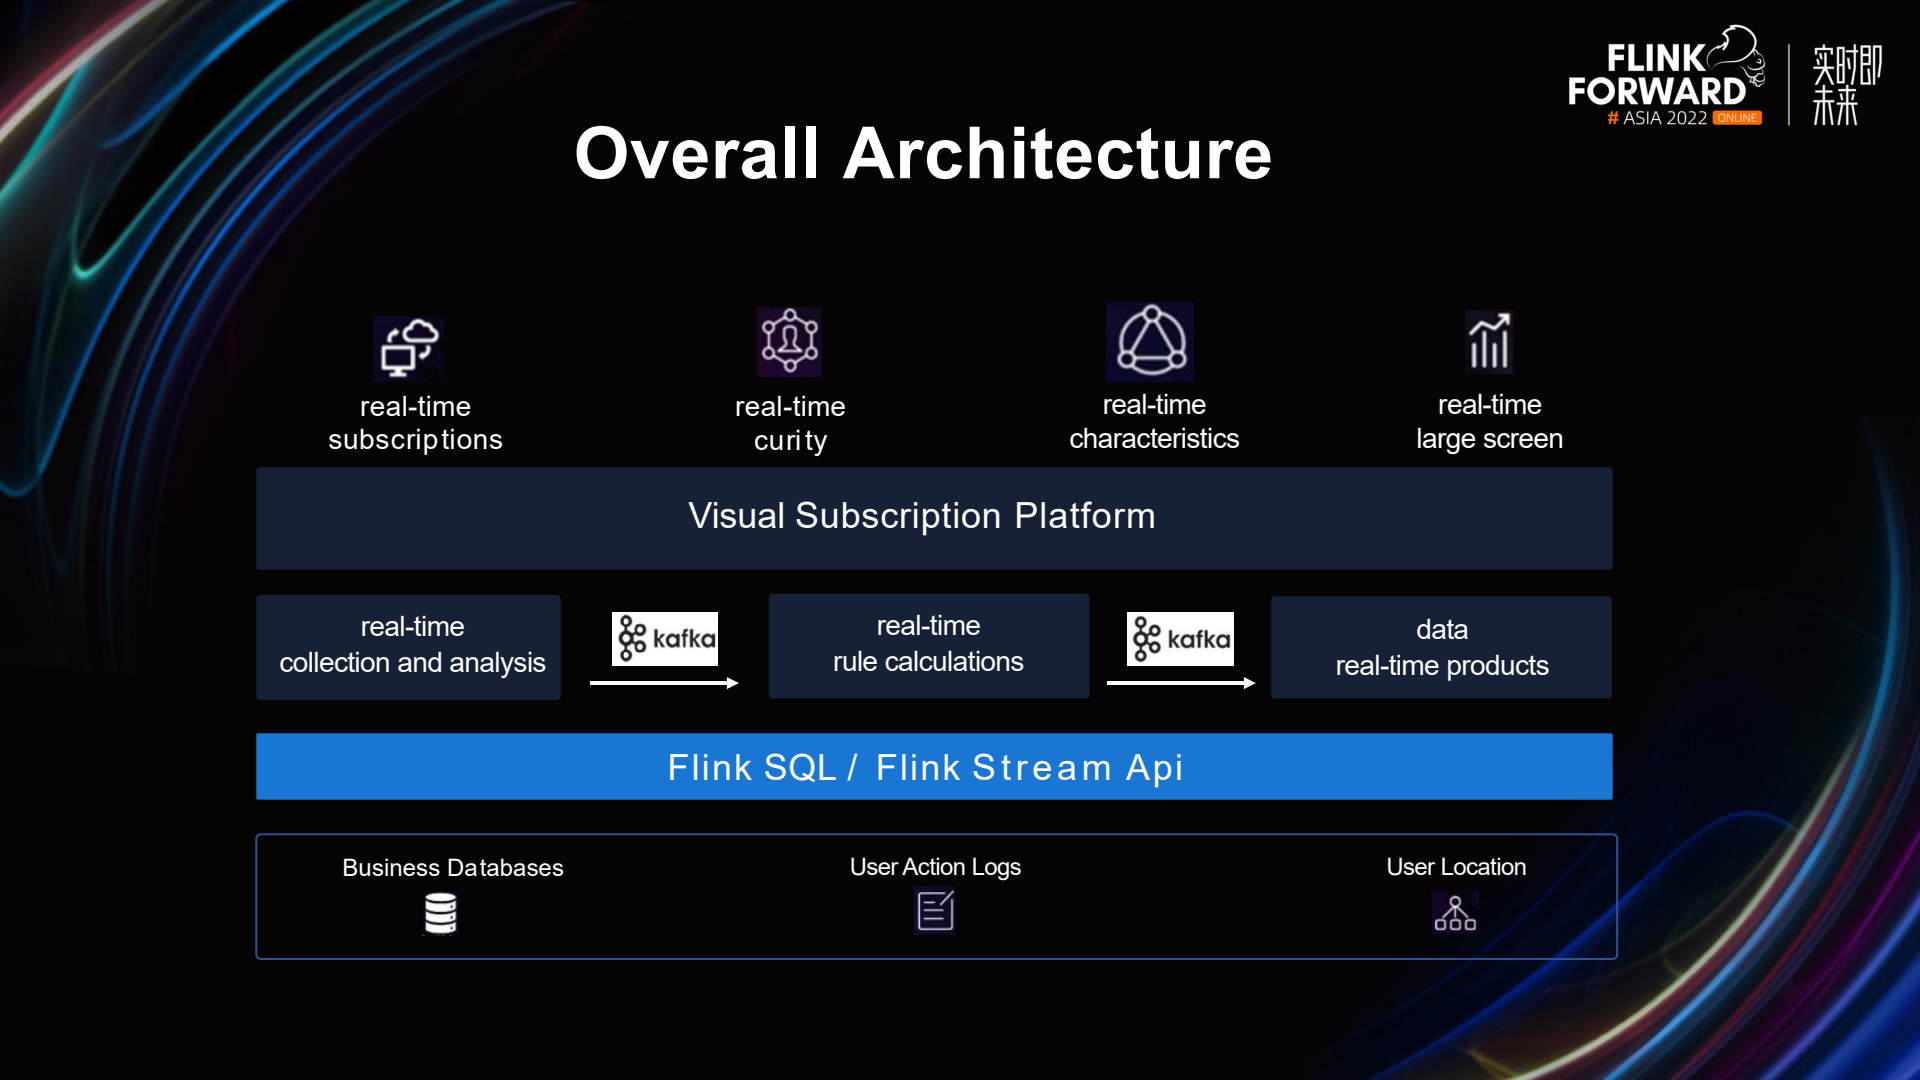 FLINK
FORWARD
# ASIA 2022 ONLINE
实时即
未来
Overall Architecture
real-time
subscriptions
real-time
curity
real-time
characteristics
real-time
large screen
Visual Subscription Platform
real-time
collection and analysis
kafka
real-time
rule calculations
kafka
data
real-time products
Flink SQL / Flink Stream Api
Business Databases
User Action Logs
User Location